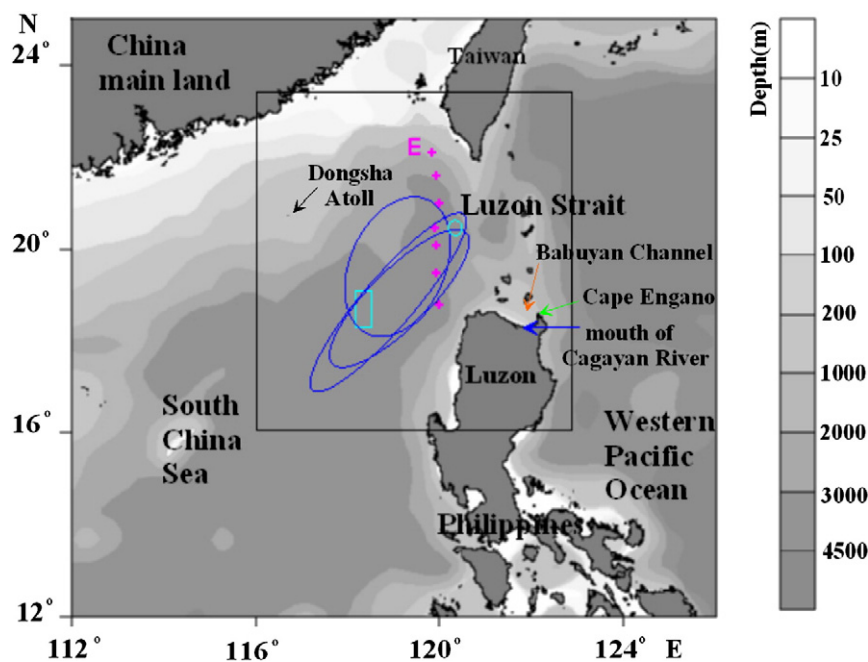 N
24°
20°
16°
12°
112°
116°
120°
124°
E
China
main land
Taiwan
E
Dongsha
Atoll
Luzon Strait
Babuyan Channel
Cape Engano
mouth of
Cagayan River
Luzon
South
China
Sea
Western
Pacific
Ocean
Philippines
Depth(m)
10
25
50
100
200
1000
2000
3000
4500